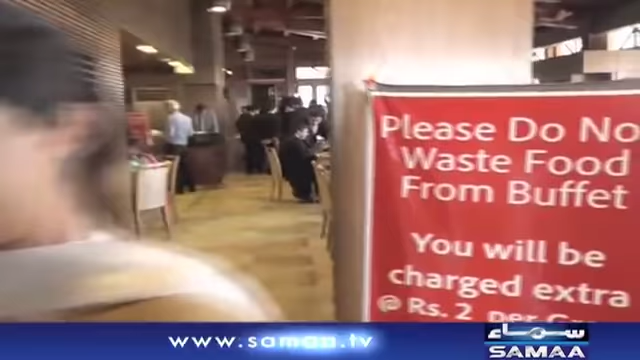 Please Do No
Waste Food
From Buffet
You will be
charged extra
@ Rs. 2 per G
www.samaa.tv
سماء
SAMAA